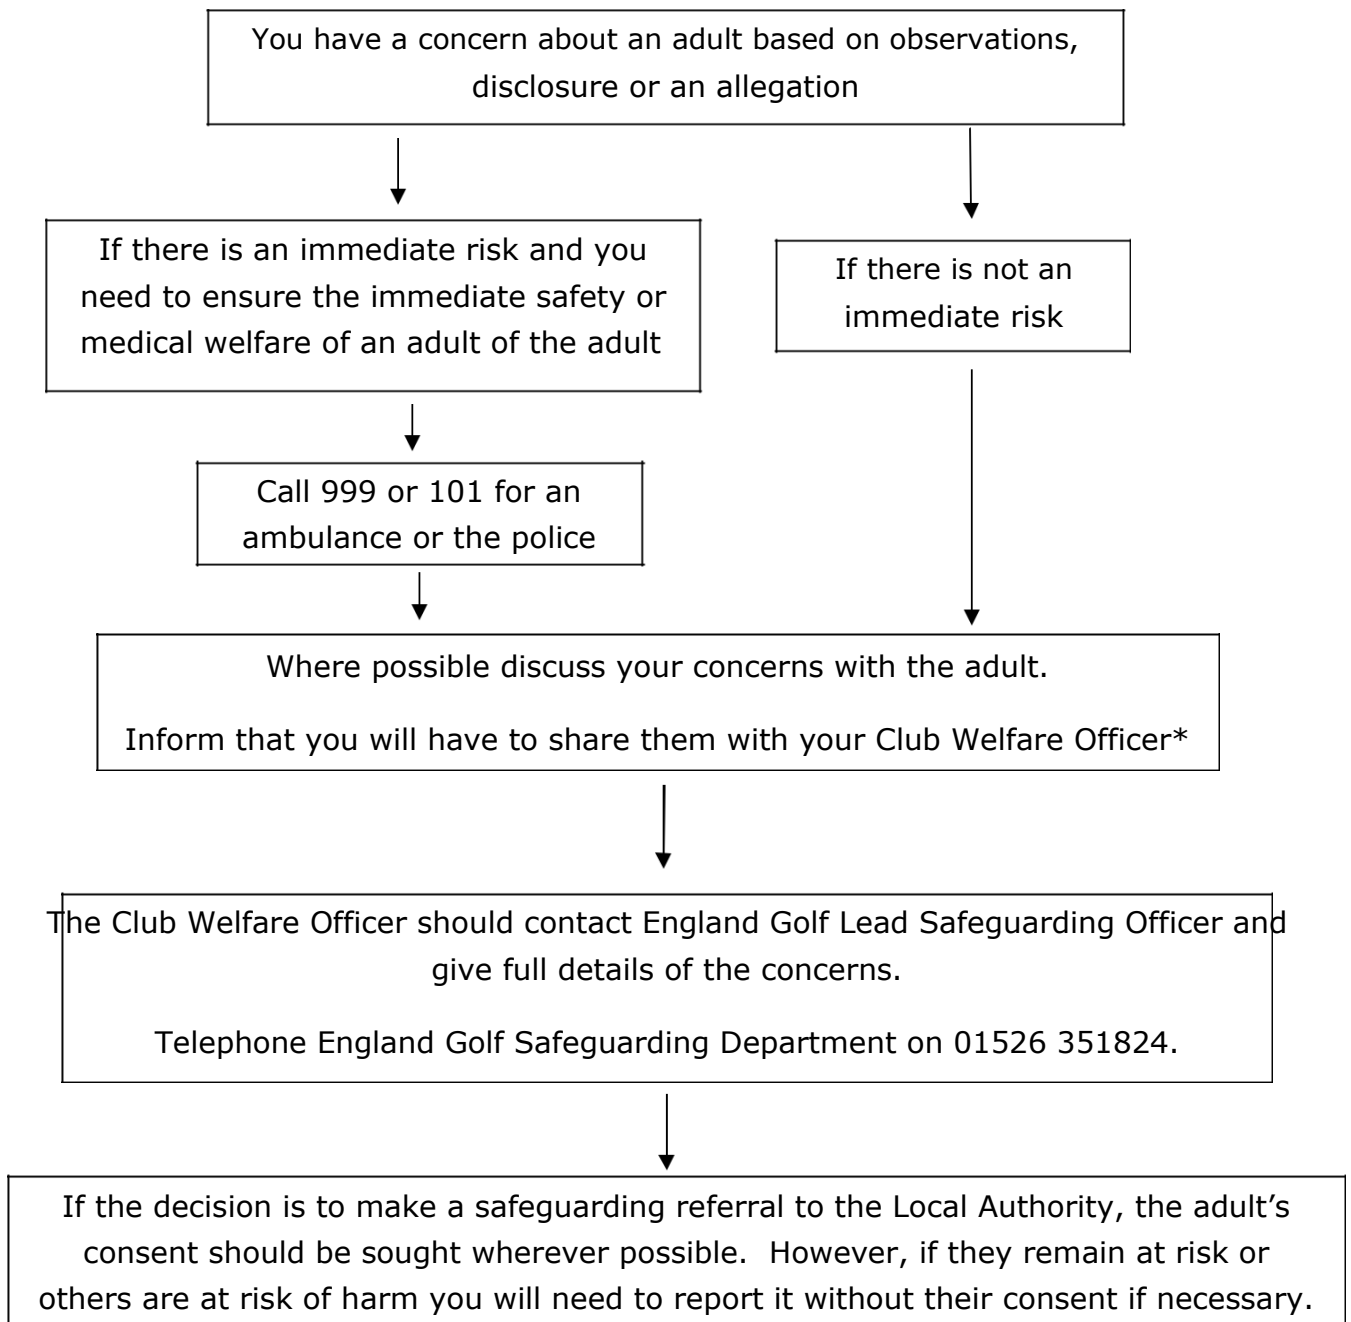 You have a concern about an adult based on observations,
disclosure or an allegation
If there is an immediate risk and you
need to ensure the immediate safety or
medical welfare of an adult of the adult
If there is not an
immediate risk
Call 999 or 101 for an
ambulance or the police
Where possible discuss your concerns with the adult.
Inform that you will have to share them with your Club Welfare Officer*
The Club Welfare Officer should contact England Golf Lead Safeguarding Officer and
give full details of the concerns.
Telephone England Golf Safeguarding Department on 01526 351824.
If the decision is to make a safeguarding referral to the Local Authority, the adult’s
consent should be sought wherever possible.  However, if they remain at risk or
others are at risk of harm you will need to report it without their consent if necessary.